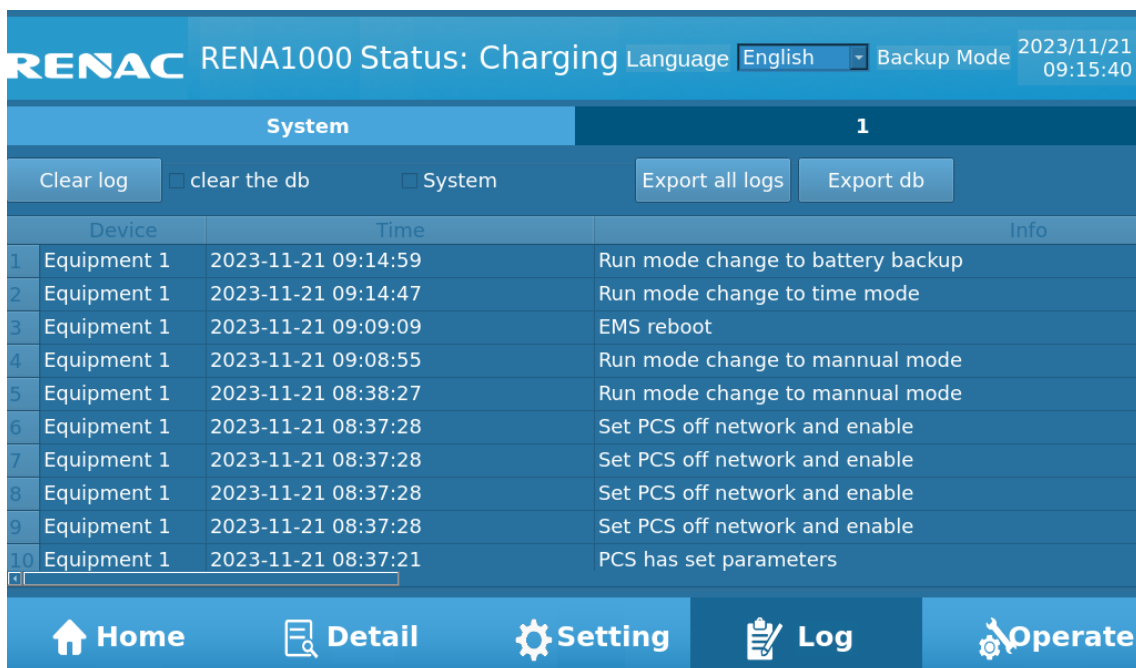 RENAC RENA1000 Status: Charging Language English Backup Mode 2023/11/21 09:15:40
System 1
Clear log clear the db System Export all logs Export db
Device Time Info
1 Equipment 1 2023-11-21 09:14:59 Run mode change to battery backup
2 Equipment 1 2023-11-21 09:14:47 Run mode change to time mode
3 Equipment 1 2023-11-21 09:09:09 EMS reboot
4 Equipment 1 2023-11-21 09:08:55 Run mode change to mannual mode
5 Equipment 1 2023-11-21 08:38:27 Run mode change to mannual mode
6 Equipment 1 2023-11-21 08:37:28 Set PCS off network and enable
7 Equipment 1 2023-11-21 08:37:28 Set PCS off network and enable
8 Equipment 1 2023-11-21 08:37:28 Set PCS off network and enable
9 Equipment 1 2023-11-21 08:37:28 Set PCS off network and enable
10 Equipment 1 2023-11-21 08:37:21 PCS has set parameters
Home Detail Setting Log Operate